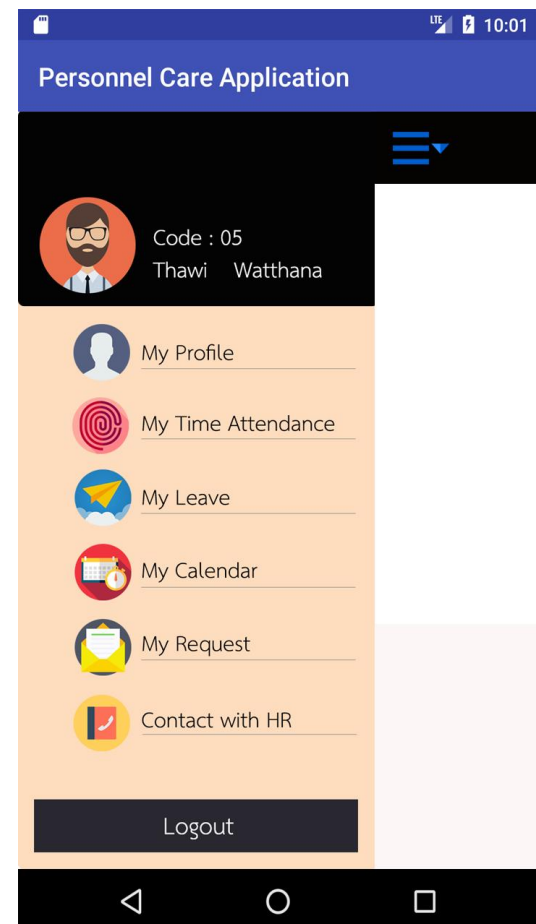 LTE 10:01
Personnel Care Application
Code : 05
Thawi Watthana
My Profile
My Time Attendance
My Leave
My Calendar
My Request
Contact with HR
Logout